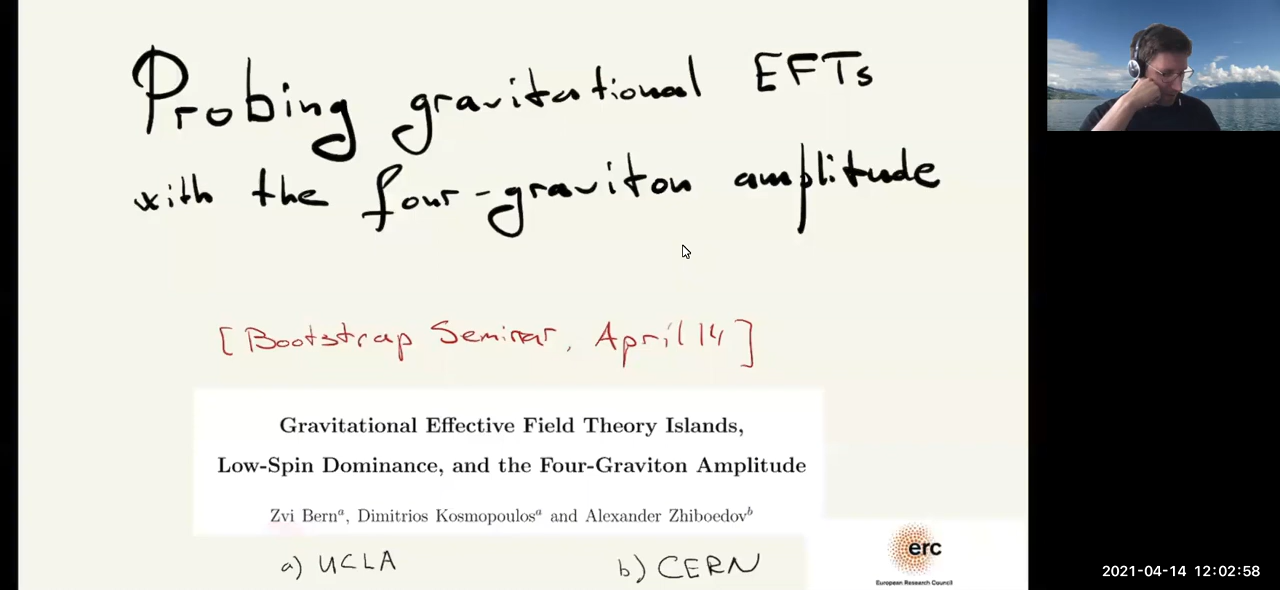 Probing gravitational EFTs
with the four-graviton amplitude
[Bootstrap Seminar, April 14]
Gravitational Effective Field Theory Islands,
Low-Spin Dominance, and the Four-Graviton Amplitude
Zvi Bernᵃ, Dimitrios Kosmopoulosᵃ and Alexander Zhiboedovᵇ
a) UCLA
b) CERN
erc
European Research Council
2021-04-14 12:02:58